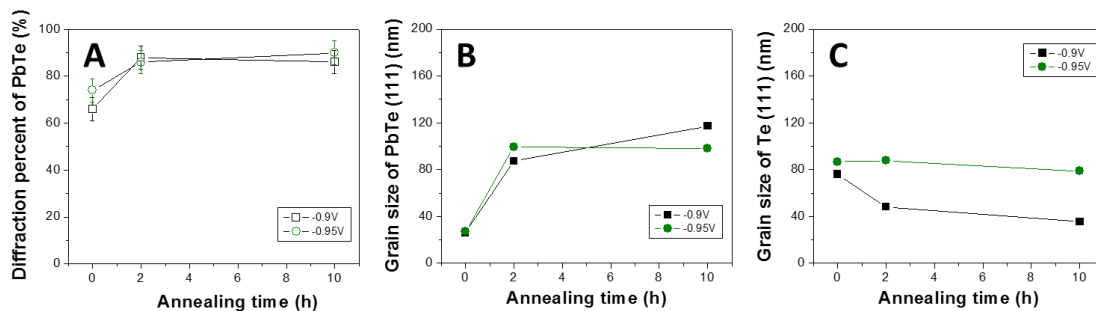 A
Diffraction percent of PbTe (%)
100
80
60
40
20
0
-0.9V
-0.95V
0 2 4 6 8 10
Annealing time (h)
B
Grain size of PbTe (111) (nm)
200
160
120
80
40
0
-0.9V
-0.95V
0 2 4 6 8 10
Annealing time (h)
C
Grain size of Te (111) (nm)
200
160
120
80
40
0
-0.9V
-0.95V
0 2 4 6 8 10
Annealing time (h)